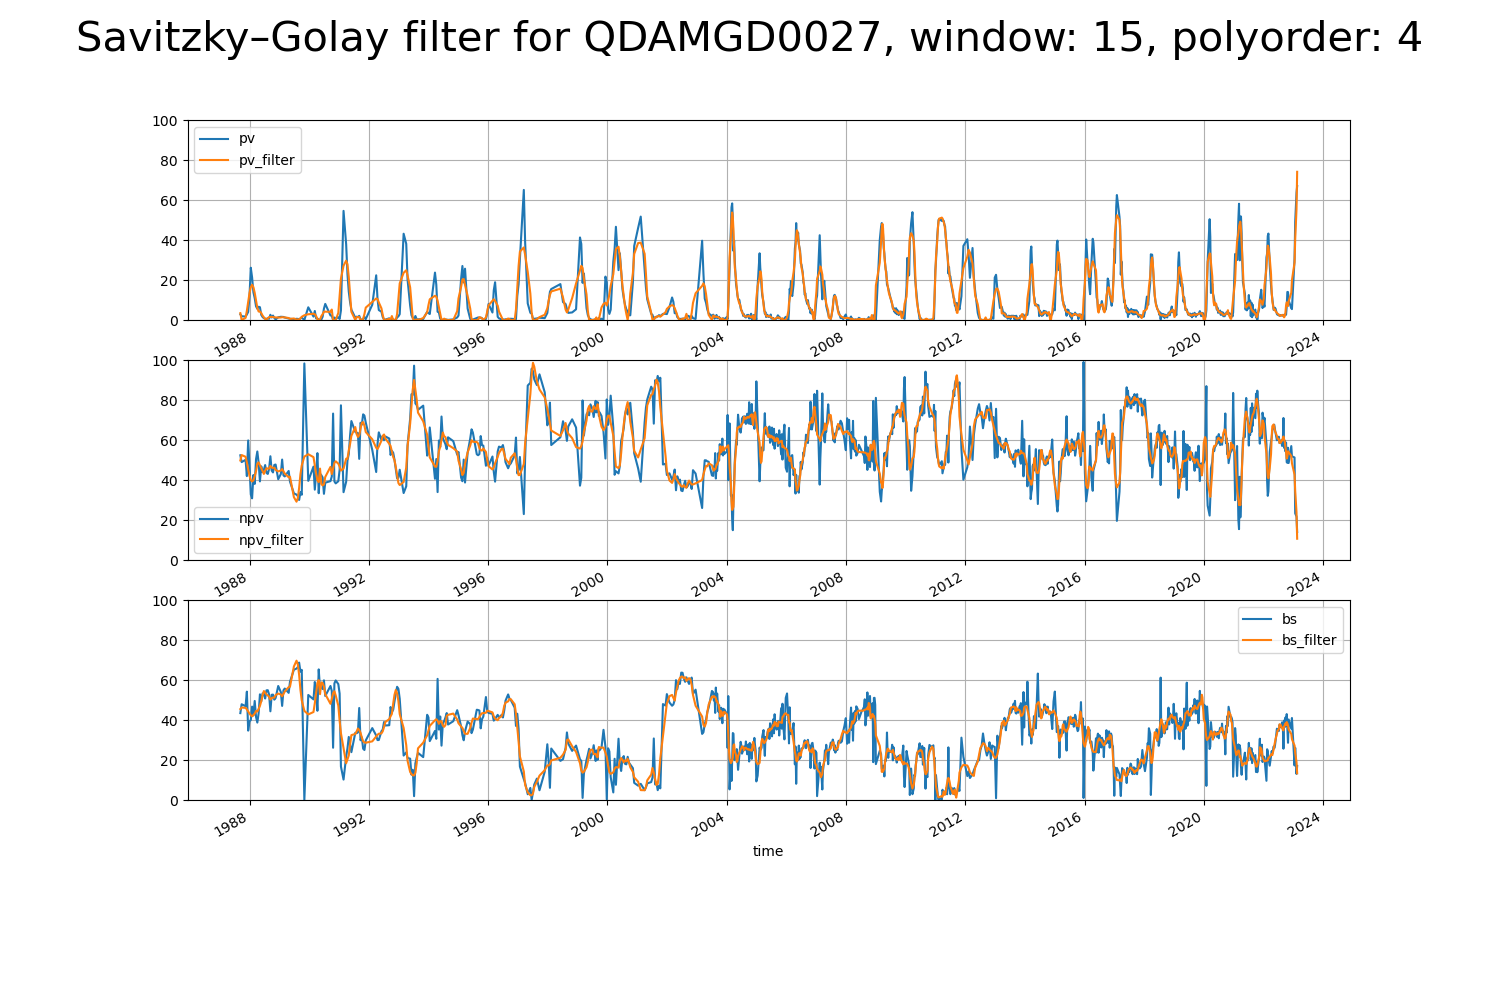 Savitzky–Golay filter for QDAMGD0027, window: 15, polyorder: 4
100
80
60
40
20
0
pv
pv_filter
1988 1992 1996 2000 2004 2008 2012 2016 2020 2024
100
80
60
40
20
0
npv
npv_filter
1988 1992 1996 2000 2004 2008 2012 2016 2020 2024
100
80
60
40
20
0
bs
bs_filter
1988 1992 1996 2000 2004 2008 2012 2016 2020 2024
time